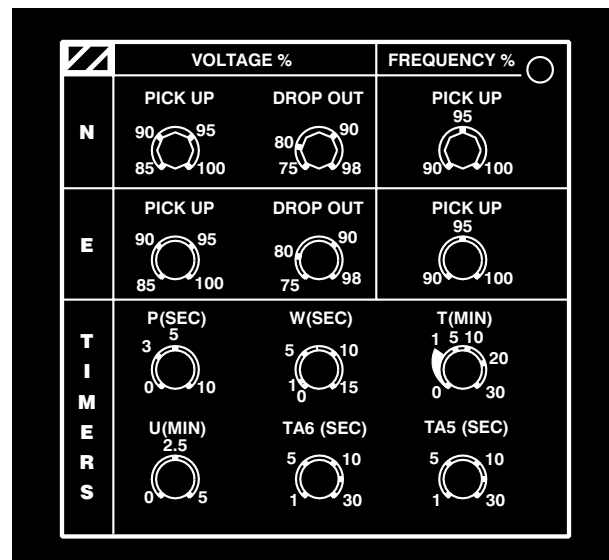 VOLTAGE % FREQUENCY %
N
PICK UP DROP OUT PICK UP
95
90 95 80 90
85 100 75 98 90 100
E
PICK UP DROP OUT PICK UP
95
90 95 80 90
85 100 75 98 90 100
TIMERS
P(SEC) W(SEC) T(MIN)
3 5 5 10 1 5 10 20
0 10 1 0 15 0 30
U(MIN) TA6 (SEC) TA5 (SEC)
2.5 5 10 5 10
0 5 1 30 1 30